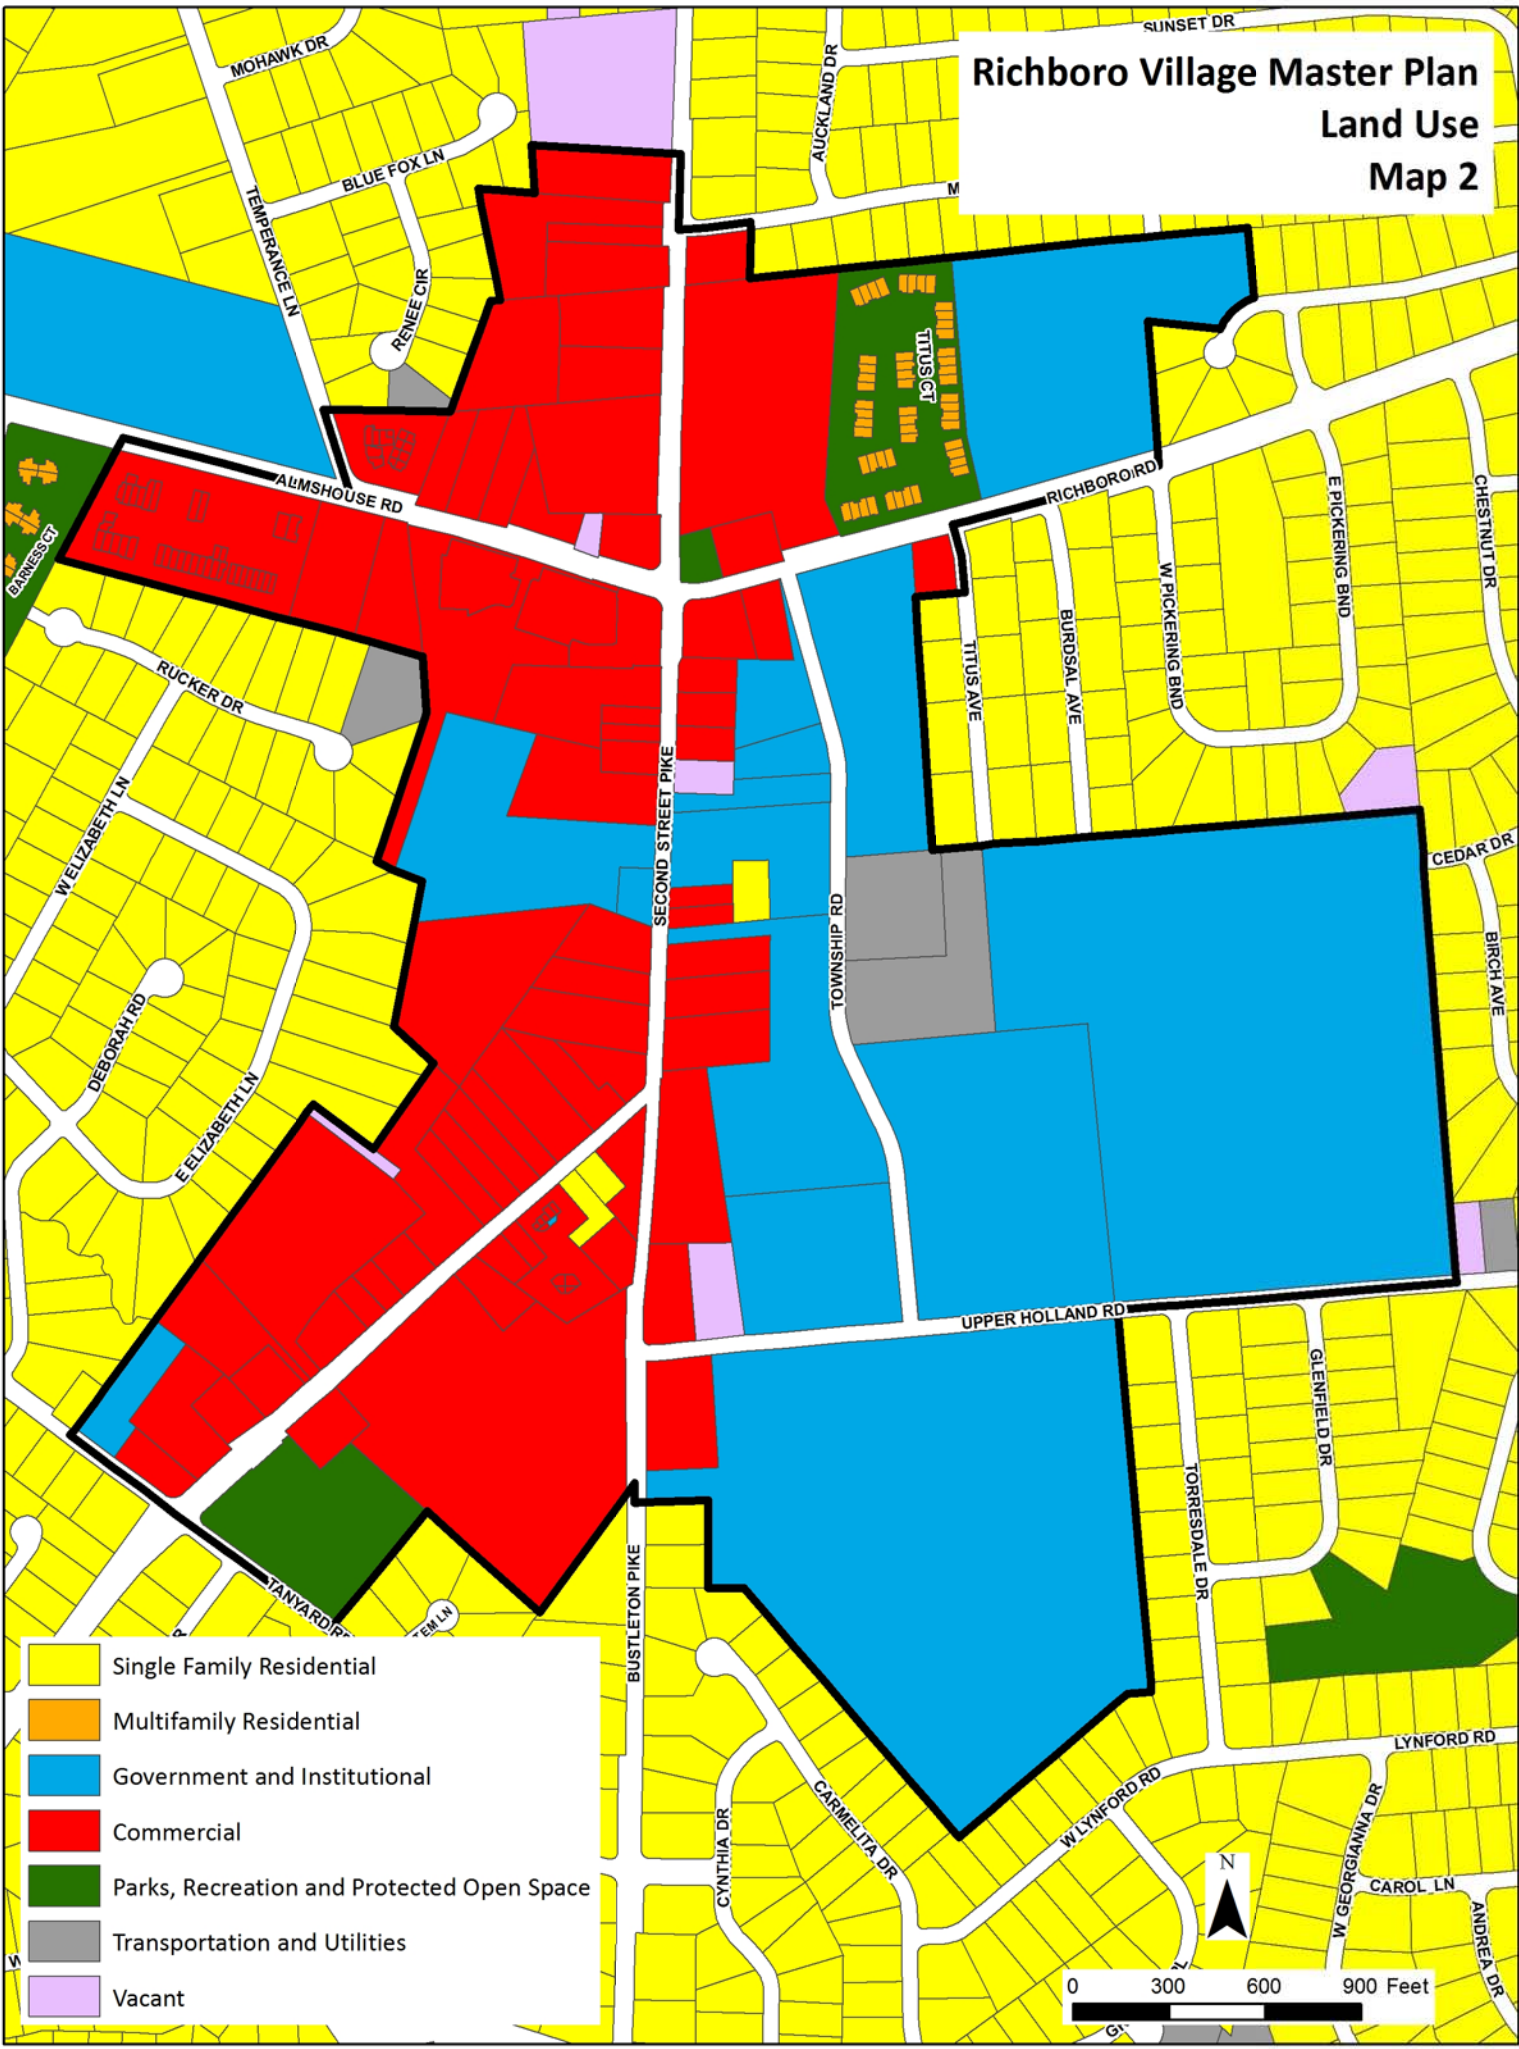 SUNSET DR
Richboro Village Master Plan
Land Use
Map 2
MOHAWK DR
AUCKLAND DR
BLUE FOX LN
M
TEMPERANCE LN
RENEE CIR
TITUS CT
ALMSHOUSE RD
RICHBORO RD
E PICKERING BND
CHESTNUT DR
BARNESS CT
W PICKERING BND
BURDSAL AVE
TITUS AVE
RUCKER DR
SECOND STREET PIKE
W ELIZABETH LN
CEDAR DR
TOWNSHIP RD
BIRCH AVE
DEBORAH RD
E ELIZABETH LN
UPPER HOLLAND RD
GLENFIELD DR
TORRESDALE DR
BUSTLETON PIKE
TANYARD R
TEM LN
R
Single Family Residential
Multifamily Residential
Government and Institutional
Commercial
Parks, Recreation and Protected Open Space
Transportation and Utilities
Vacant
W
LYNFORD RD
W LYNFORD RD
CARMELITA DR
CYNTHIA DR
W GEORGIANNA DR
CAROL LN
ANDREA DR
N
0 300 600 900 Feet